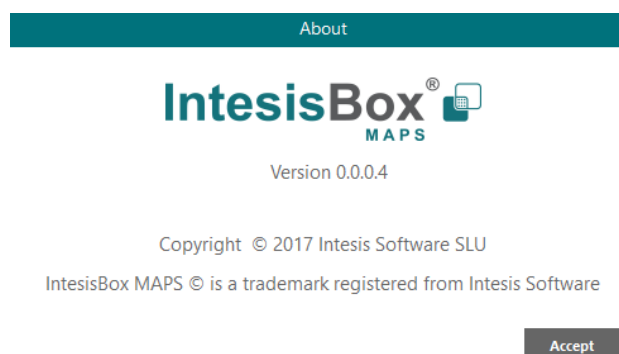 About
IntesisBox®
MAPS
Version 0.0.0.4
Copyright © 2017 Intesis Software SLU
IntesisBox MAPS © is a trademark registered from Intesis Software
Accept